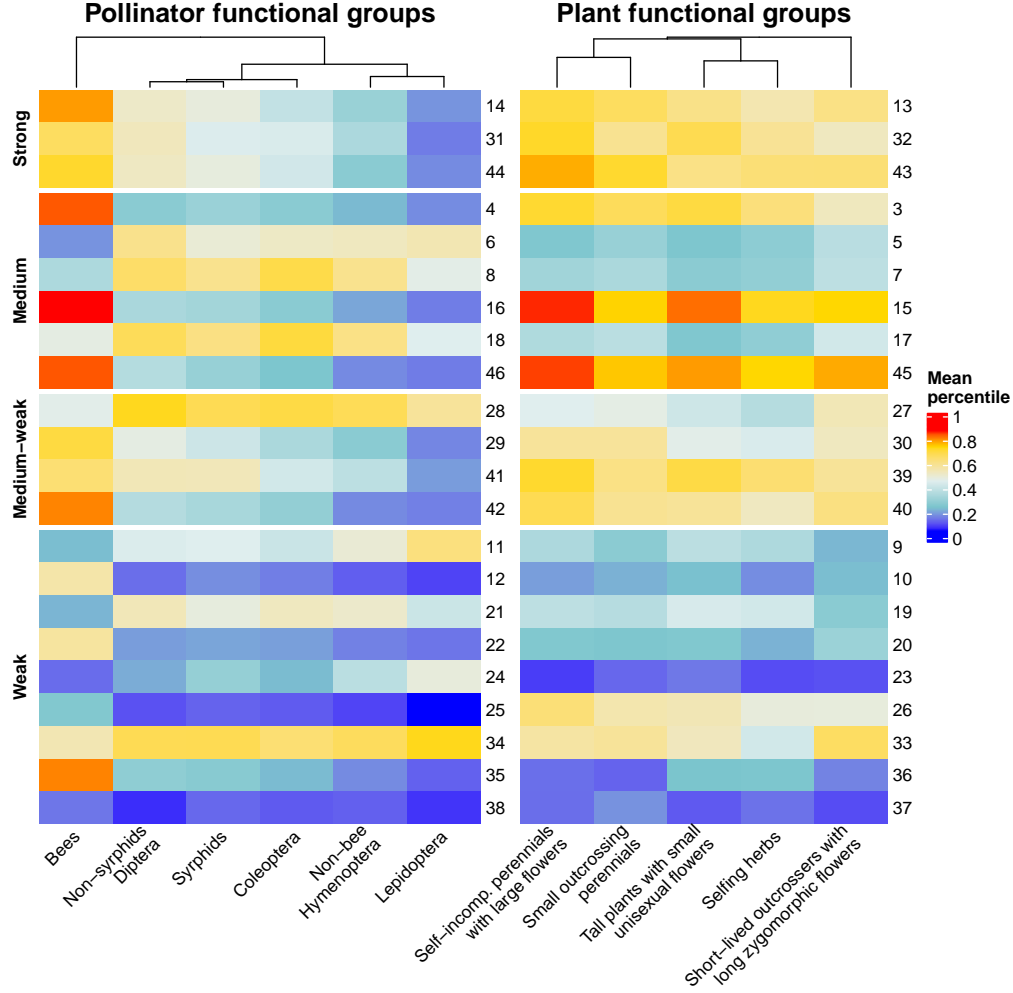 Pollinator functional groups
Plant functional groups
Strong
14
31
44
13
32
43
Medium
4
6
8
16
18
46
3
5
7
15
17
45
Medium−weak
28
29
41
42
27
30
39
40
Weak
11
12
21
22
24
25
34
35
38
9
10
19
20
23
26
33
36
37
Mean
percentile
1
0.8
0.6
0.4
0.2
0
Bees
Non−syrphids
Diptera
Syrphids
Coleoptera
Non−bee
Hymenoptera
Lepidoptera
Self−incomp. perennials
with large flowers
Small outcrossing
perennials
Tall plants with small
unisexual flowers
Selfing herbs
Short−lived outcrossers with
long zygomorphic flowers